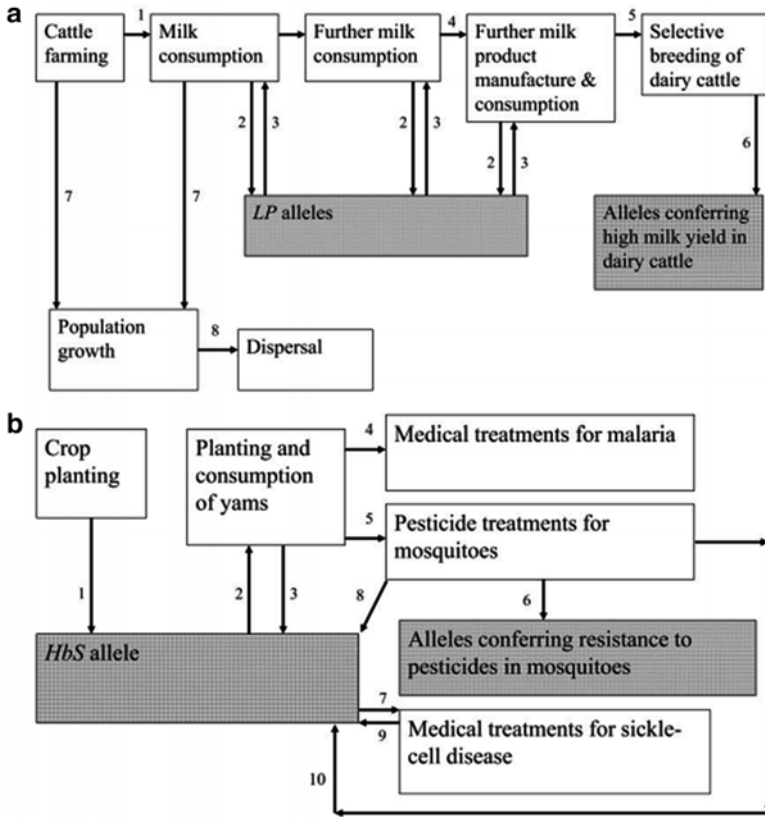 a
Cattle
farming
1
Milk
consumption
Further milk
consumption
4
Further milk
product
manufacture &
consumption
5
Selective
breeding of
dairy cattle
2
3
2
3
2
3
6
7
7
LP alleles
Alleles conferring
high milk yield in
dairy cattle
Population
growth
8
Dispersal
b
Crop
planting
Planting and
consumption
of yams
4
Medical treatments for malaria
5
Pesticide treatments for
mosquitoes
1
2
3
8
6
HbS allele
Alleles conferring resistance to
pesticides in mosquitoes
7
9
Medical treatments for sickle-
cell disease
10